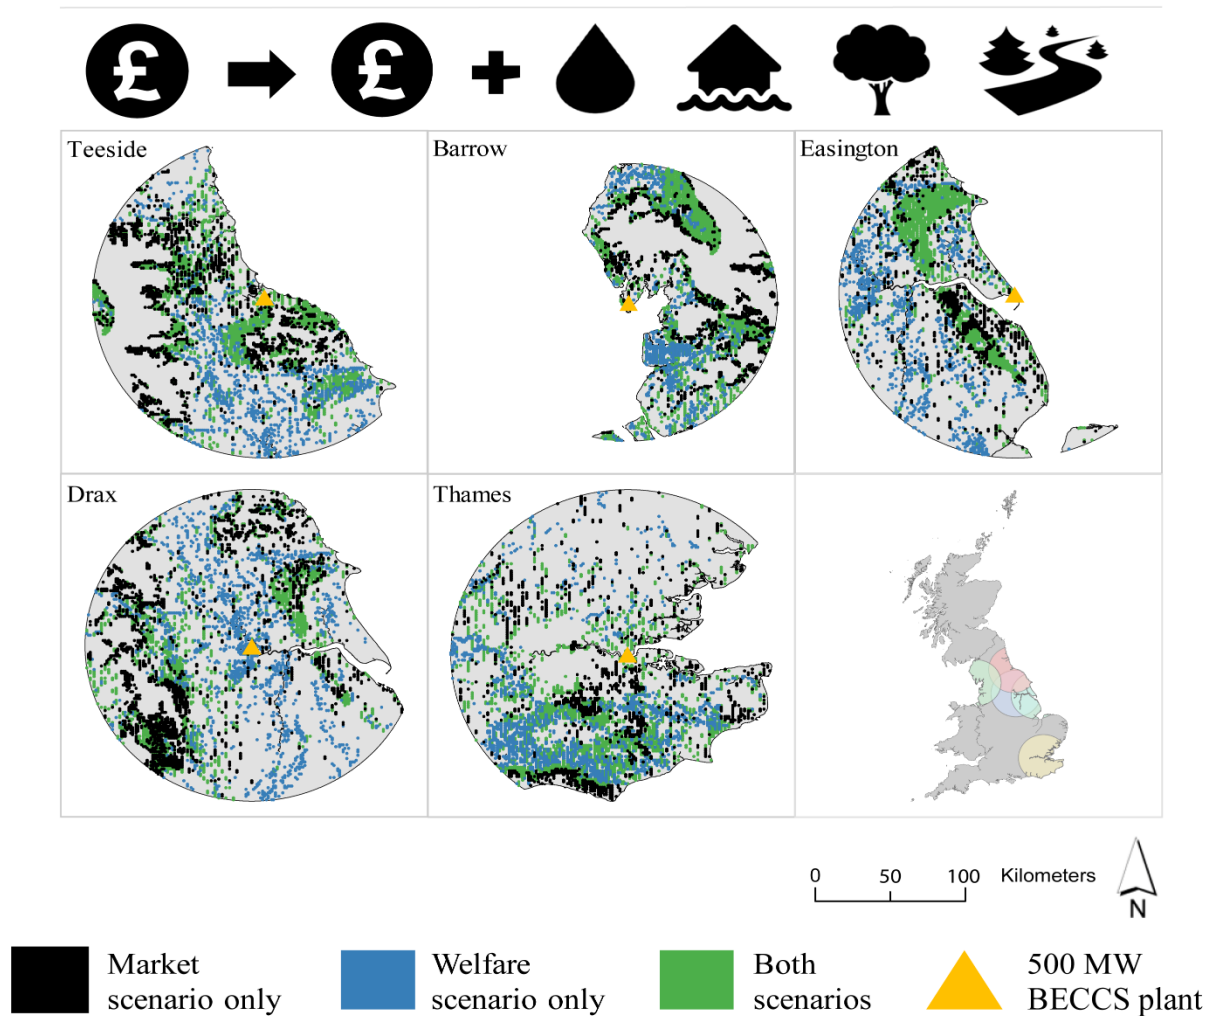 £ £
Teeside
Barrow
Easington
Drax
Thames
0 50 100 Kilometers
N
Market
scenario only
Welfare
scenario only
Both
scenarios
500 MW
BECCS plant